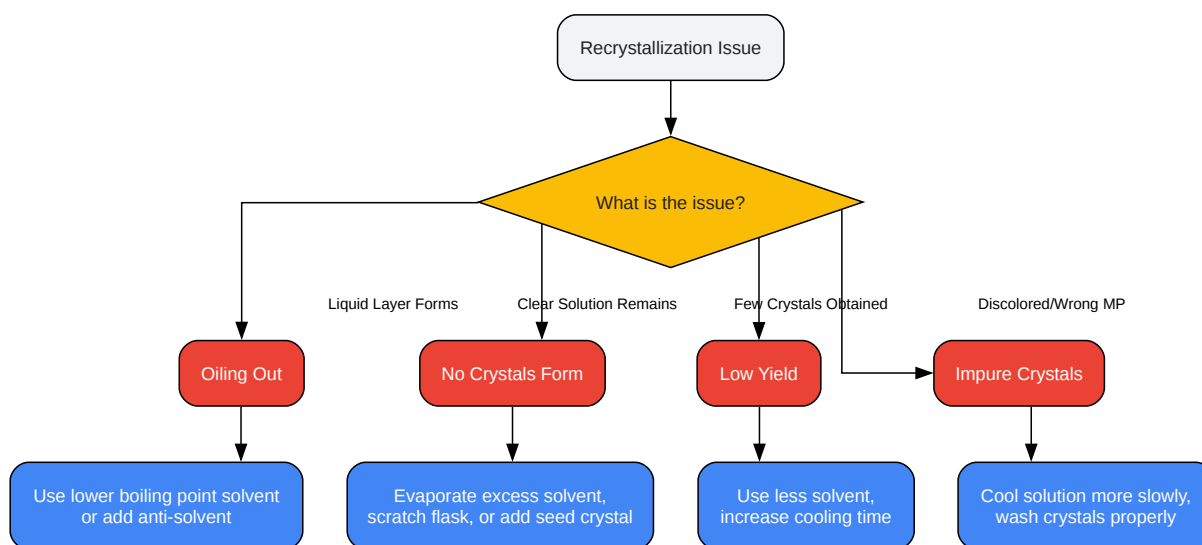 Recrystallization Issue
What is the issue?
Liquid Layer Forms
Clear Solution Remains
Few Crystals Obtained
Discolored/Wrong MP
Oiling Out
No Crystals Form
Low Yield
Impure Crystals
Use lower boiling point solvent
or add anti-solvent
Evaporate excess solvent,
scratch flask, or add seed crystal
Use less solvent,
increase cooling time
Cool solution more slowly,
wash crystals properly